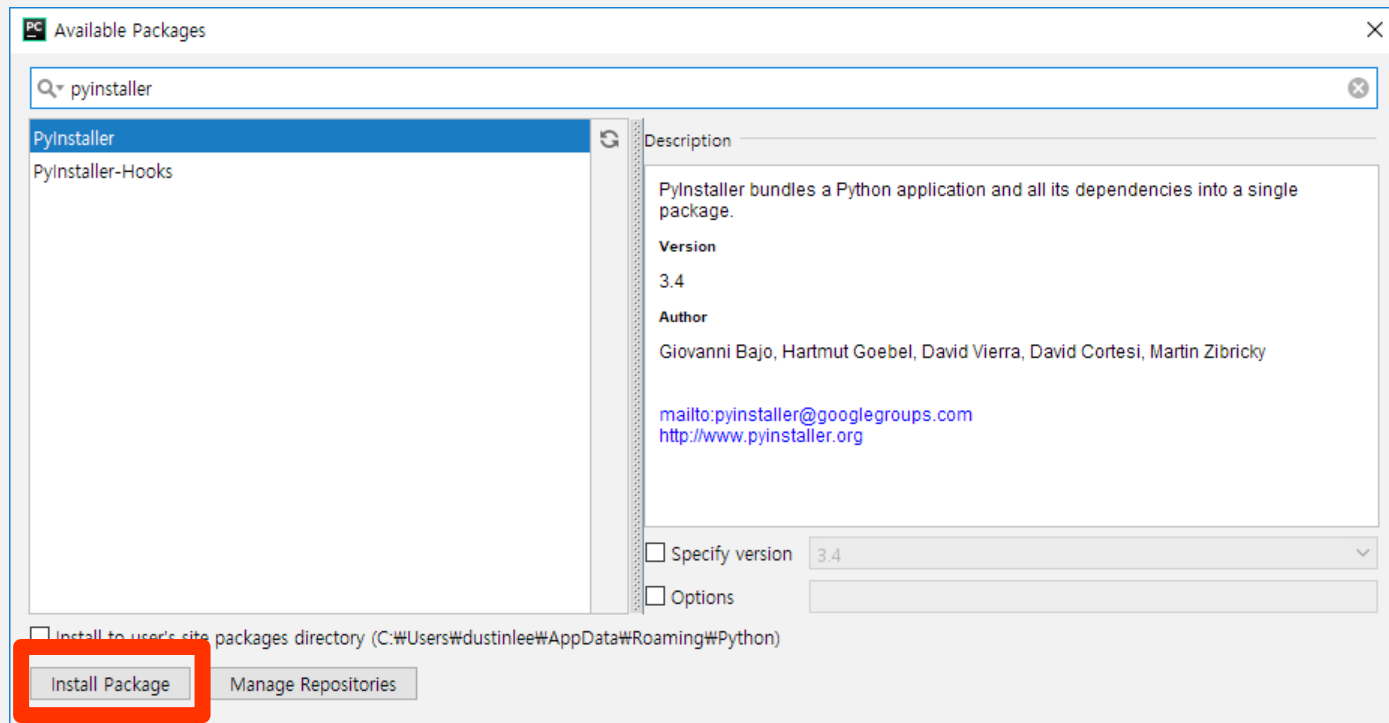 PC Available Packages
pyinstaller
PyInstaller
PyInstaller-Hooks
Description
PyInstaller bundles a Python application and all its dependencies into a single
package.
Version
3.4
Author
Giovanni Bajo, Hartmut Goebel, David Vierra, David Cortesi, Martin Zibricky
mailto:pyinstaller@googlegroups.com
http://www.pyinstaller.org
Specify version 3.4
Options
Install to user's site packages directory (C:₩Users₩dustinlee₩AppData₩Roaming₩Python)
Install Package Manage Repositories